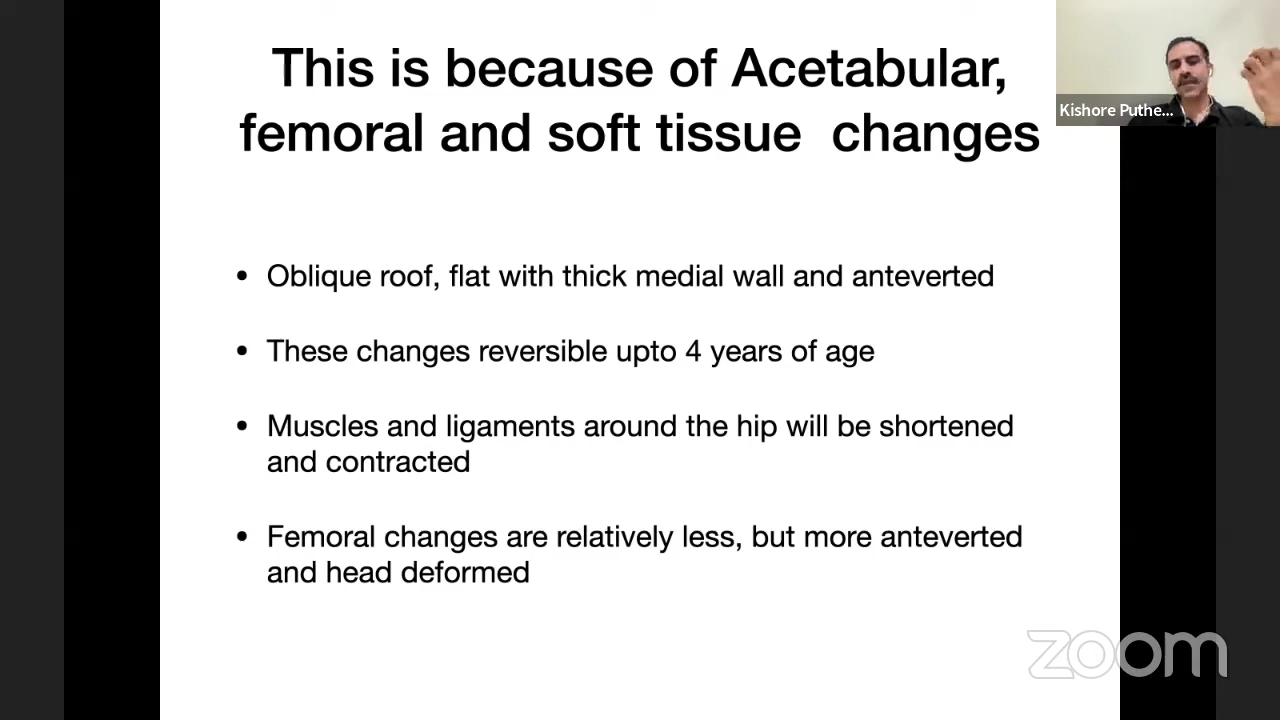 This is because of Acetabular,
femoral and soft tissue changes
Kishore Puthe...
• Oblique roof, flat with thick medial wall and anteverted
• These changes reversible upto 4 years of age
• Muscles and ligaments around the hip will be shortened
and contracted
• Femoral changes are relatively less, but more anteverted
and head deformed
zoom